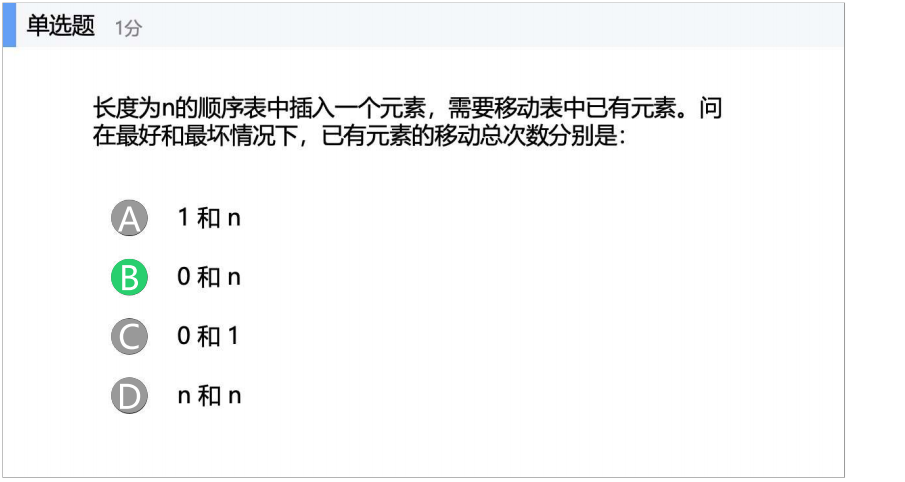 单选题 1分
长度为n的顺序表中插入一个元素，需要移动表中已有元素。问
在最好和最坏情况下，已有元素的移动总次数分别是：
A 1 和 n
B 0 和 n
C 0 和 1
D n 和 n